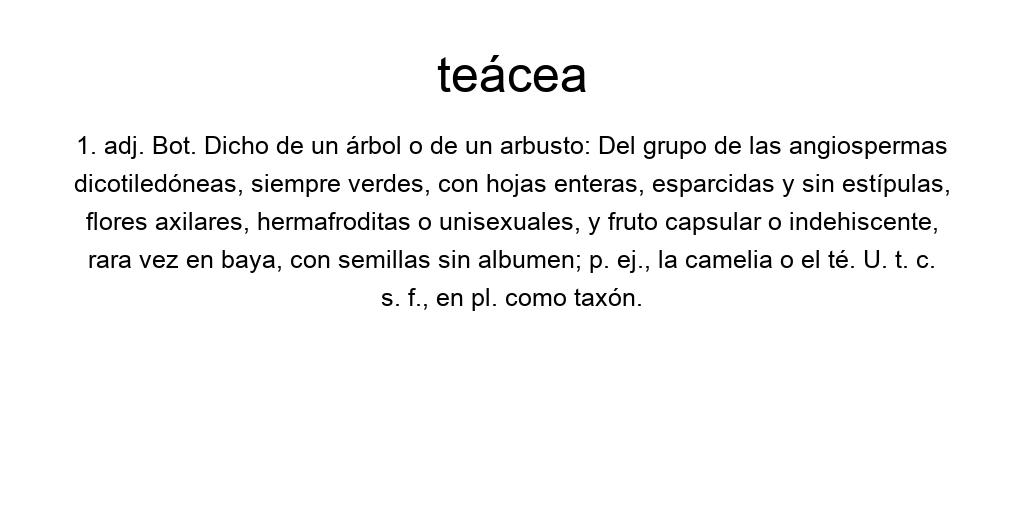 teácea
1. adj. Bot. Dicho de un árbol o de un arbusto: Del grupo de las angiospermas
dicotiledóneas, siempre verdes, con hojas enteras, esparcidas y sin estípulas,
flores axilares, hermafroditas o unisexuales, y fruto capsular o indehiscente,
rara vez en baya, con semillas sin albumen; p. ej., la camelia o el té. U. t. c.
s. f., en pl. como taxón.